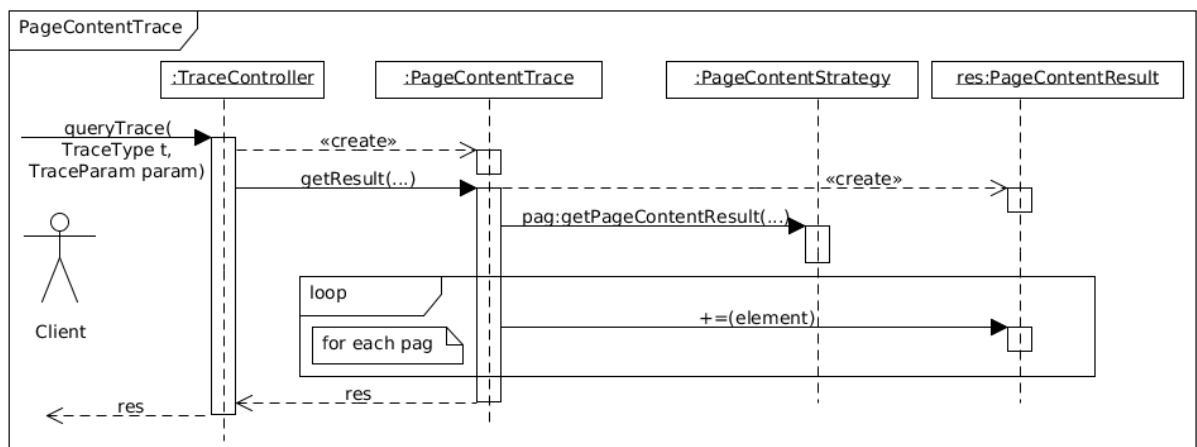 PageContentTrace
:TraceController
:PageContentTrace
:PageContentStrategy
res:PageContentResult
queryTrace(
TraceType t,
TraceParam param)
«create»
getResult(...)
«create»
pag:getPageContentResult(...)
Client
loop
for each pag
+=(element)
res
res